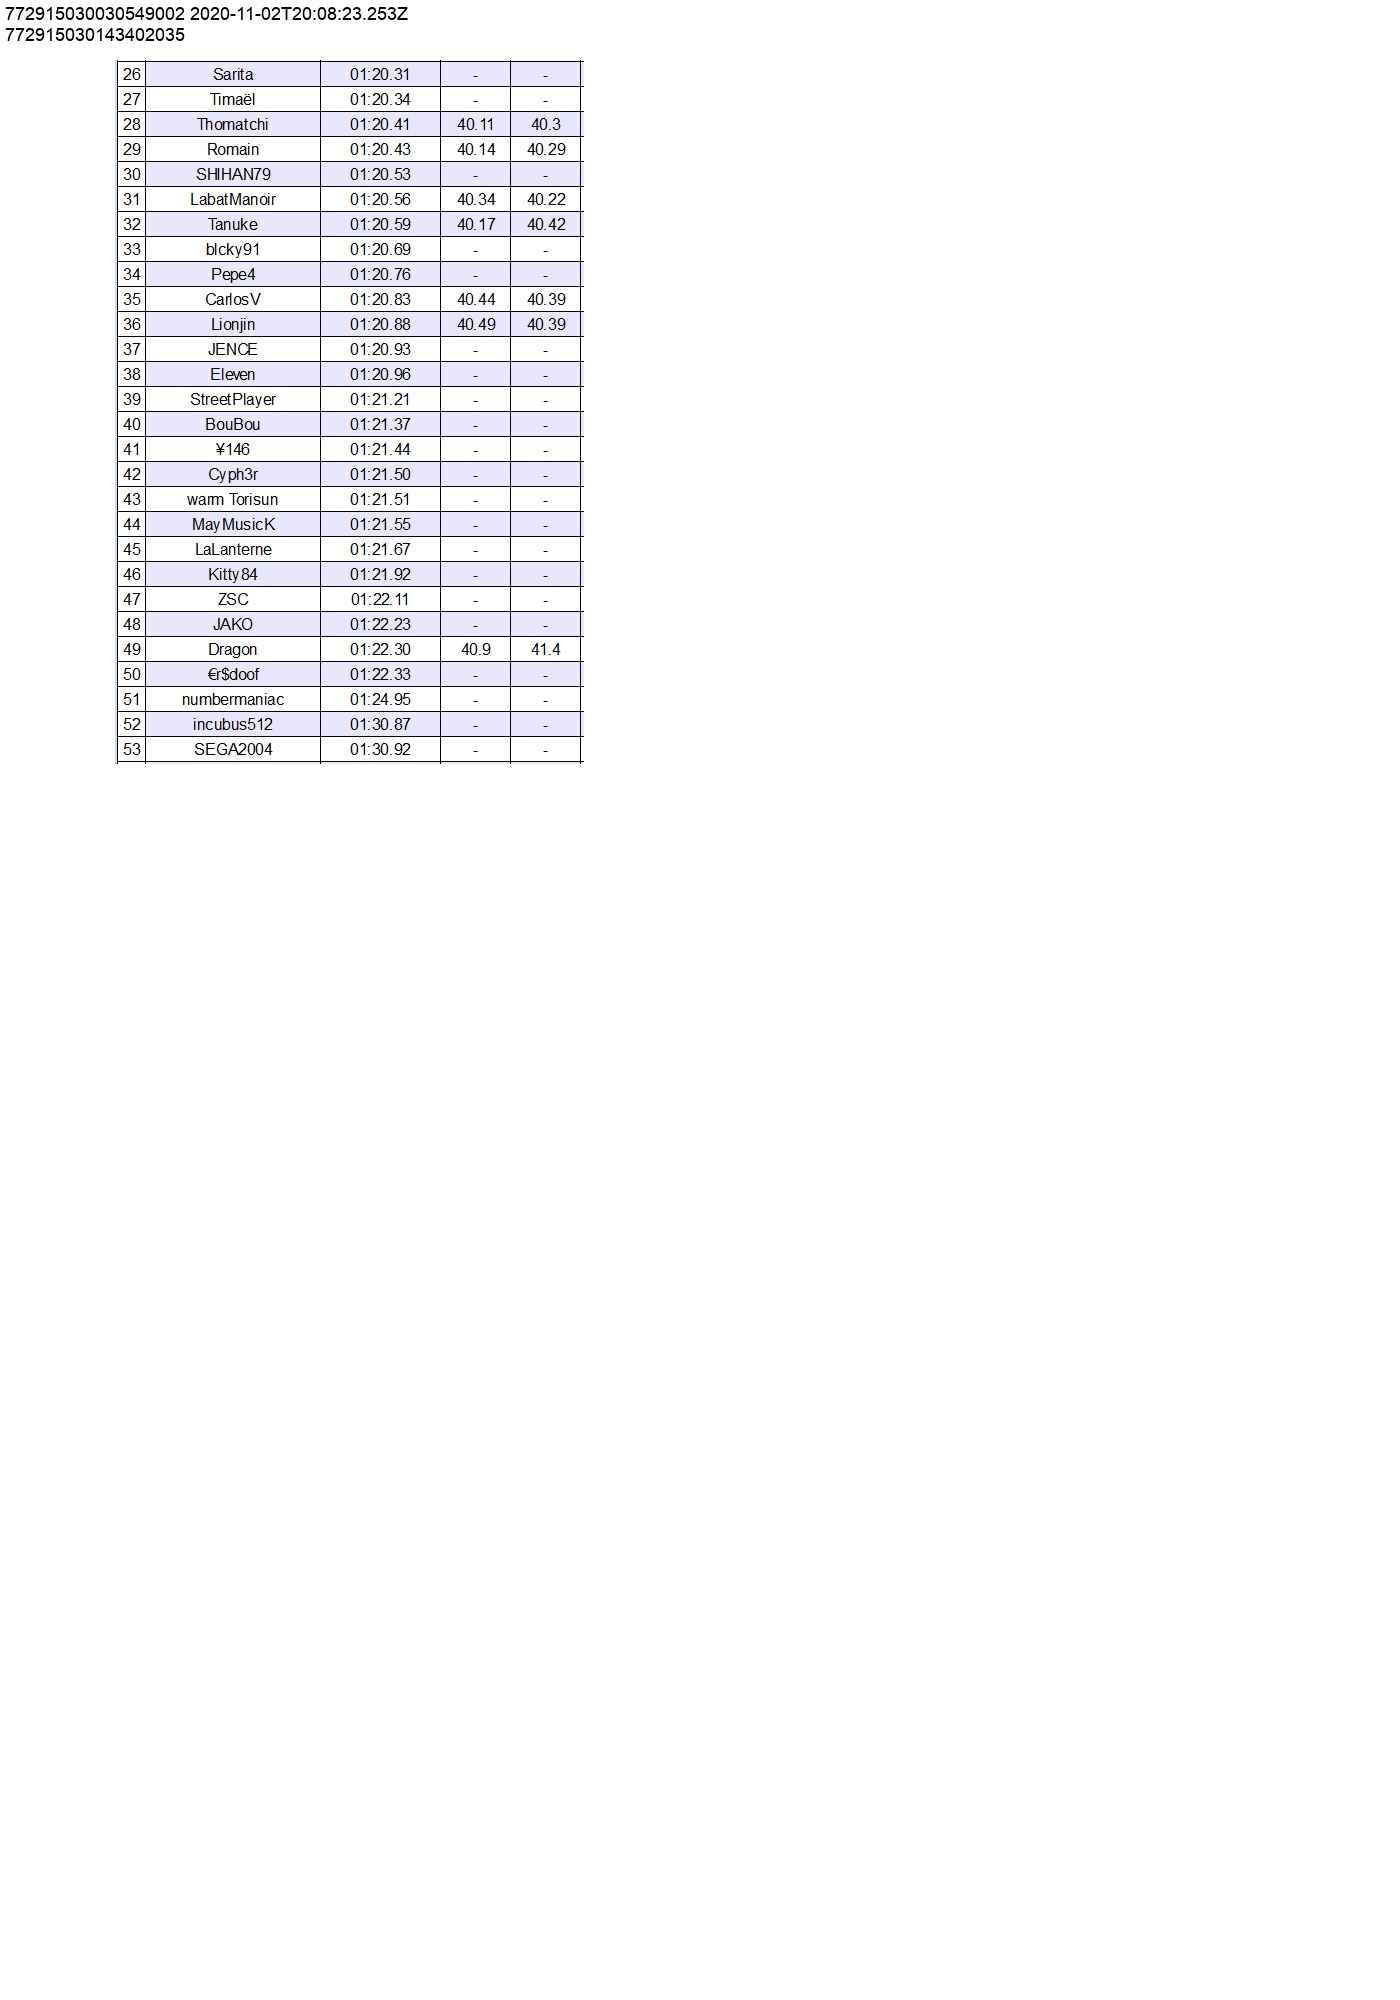 772915030030549002 2020-11-02T20:08:23.253Z
772915030143402035
26 Sarita 01:20.31 - -
27 Timaël 01:20.34 - -
28 Thomatchi 01:20.41 40.11 40.3
29 Romain 01:20.43 40.14 40.29
30 SHIHAN79 01:20.53 - -
31 LabatManoir 01:20.56 40.34 40.22
32 Tanuke 01:20.59 40.17 40.42
33 blcky91 01:20.69 - -
34 Pepe4 01:20.76 - -
35 CarlosV 01:20.83 40.44 40.39
36 Lionjin 01:20.88 40.49 40.39
37 JENCE 01:20.93 - -
38 Eleven 01:20.96 - -
39 StreetPlayer 01:21.21 - -
40 BouBou 01:21.37 - -
41 ¥146 01:21.44 - -
42 Cyph3r 01:21.50 - -
43 warm Torisun 01:21.51 - -
44 MayMusicK 01:21.55 - -
45 LaLanterne 01:21.67 - -
46 Kitty84 01:21.92 - -
47 ZSC 01:22.11 - -
48 JAKO 01:22.23 - -
49 Dragon 01:22.30 40.9 41.4
50 €r$doof 01:22.33 - -
51 numbermaniac 01:24.95 - -
52 incubus512 01:30.87 - -
53 SEGA2004 01:30.92 - -